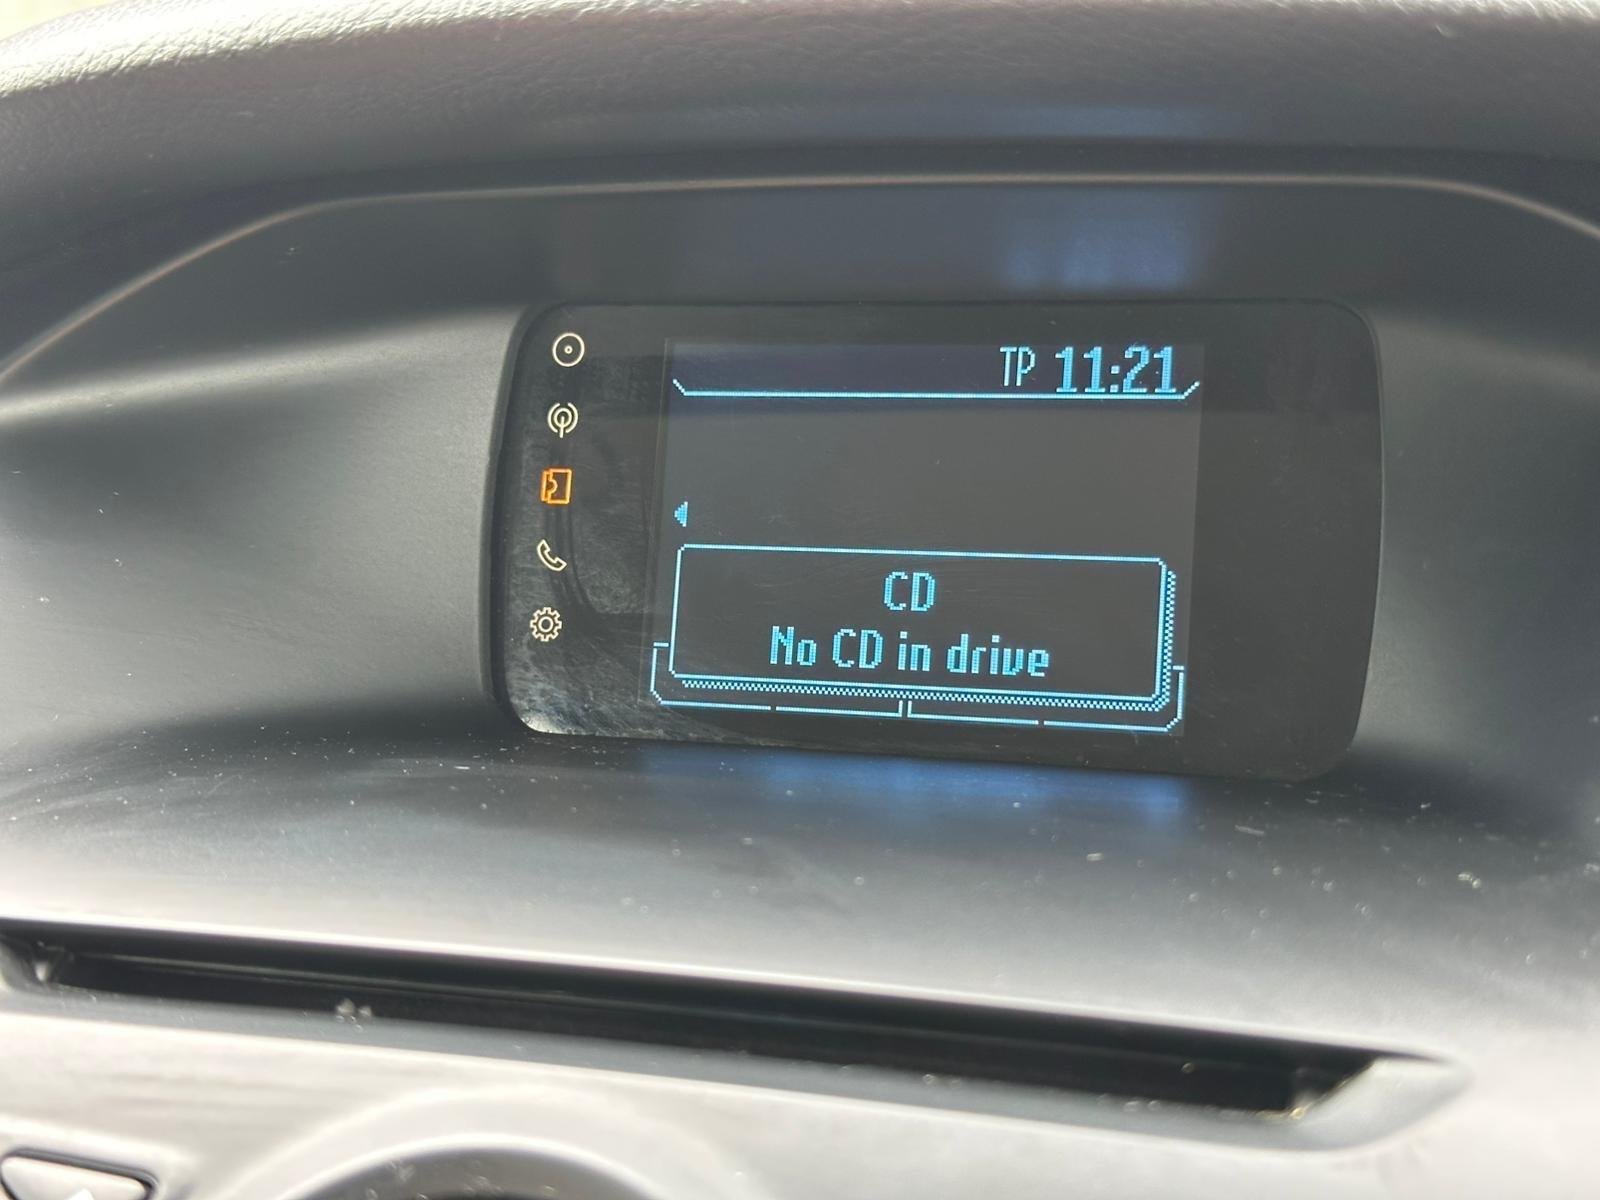 TP 11:21
CD
No CD in drive